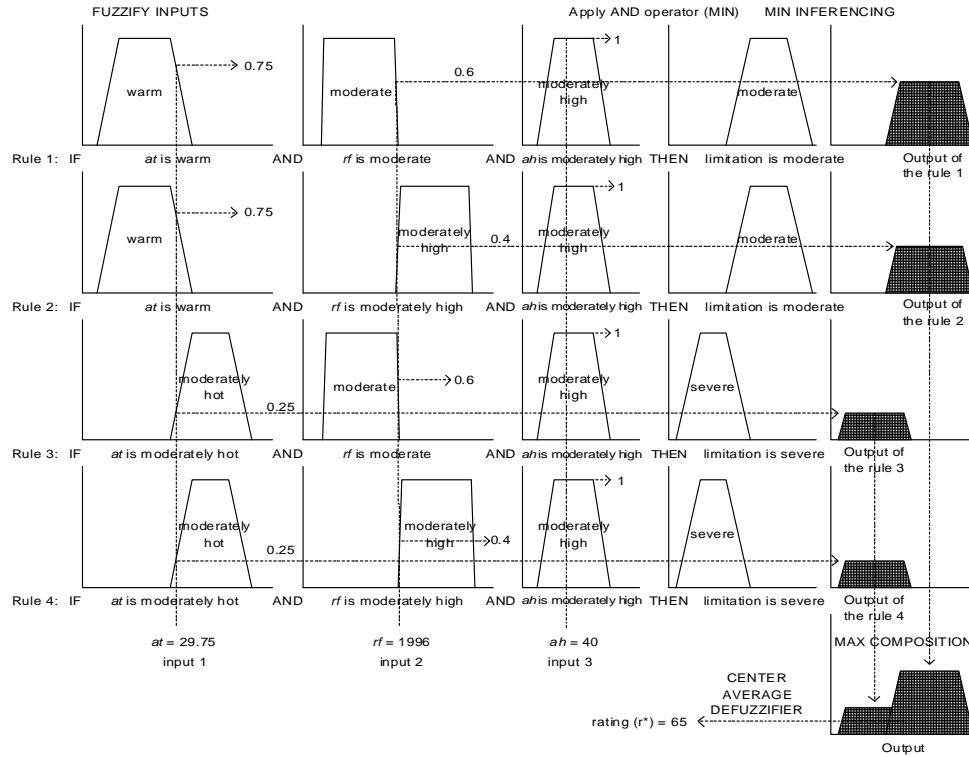 FUZZIFY INPUTS Apply AND operator (MIN) MIN INFERENCING
1
0.75
0.6
warm
moderate
moderately
high
moderate
Rule 1: IF at is warm AND rf is moderate AND ah is moderately high THEN limitation is moderate
Output of
the rule 1
1
0.75
0.4
warm
moderately
high
moderately
high
moderate
Rule 2: IF at is warm AND rf is moderately high AND ah is moderately high THEN limitation is moderate
Output of
the rule 2
1
moderately
hot
moderate
0.6
moderately
high
severe
0.25
Rule 3: IF at is moderately hot AND rf is moderate AND ah is moderately high THEN limitation is severe
Output of
the rule 3
1
moderately
hot
moderately
high
0.4
moderately
high
severe
0.25
Rule 4: IF at is moderately hot AND rf is moderately high AND ah is moderately high THEN limitation is severe
Output of
the rule 4
at = 29.75
input 1
rf = 1996
input 2
ah = 40
input 3
MAX COMPOSITION
CENTER
AVERAGE
DEFUZZIFIER
rating (r*) = 65
Output